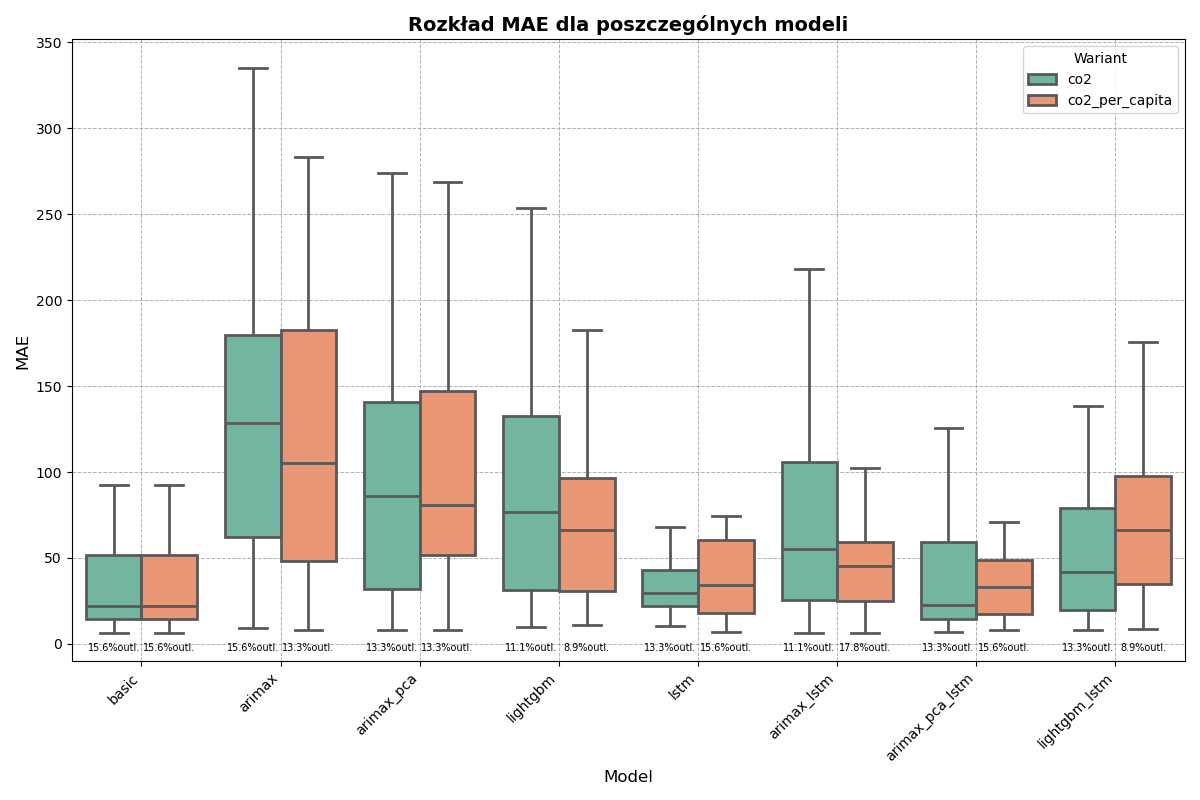 Rozkład MAE dla poszczególnych modeli
350
300
250
200
150
100
50
0
MAE
Wariant
co2
co2_per_capita
15.6%outl. 15.6%outl. 15.6%outl. 13.3%outl. 13.3%outl. 13.3%outl. 11.1%outl. 8.9%outl. 13.3%outl. 15.6%outl. 11.1%outl. 17.8%outl. 13.3%outl. 15.6%outl. 13.3%outl. 8.9%outl.
basic
arimax
arimax_pca
lightgbm
lstm
arimax_lstm
arimax_pca_lstm
lightgbm_lstm
Model